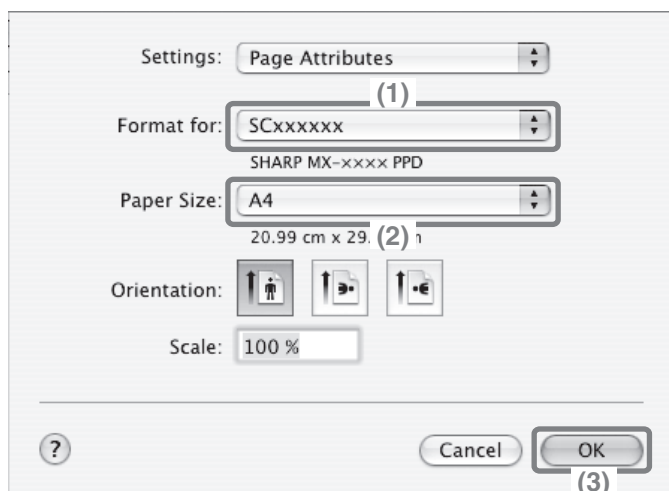 Settings: Page Attributes
(1)
Format for: SCxxxxxx
SHARP MX-×××× PPD
Paper Size: A4
20.99 cm x 29. (2) m
Orientation:
Scale: 100 %
? Cancel OK
(3)